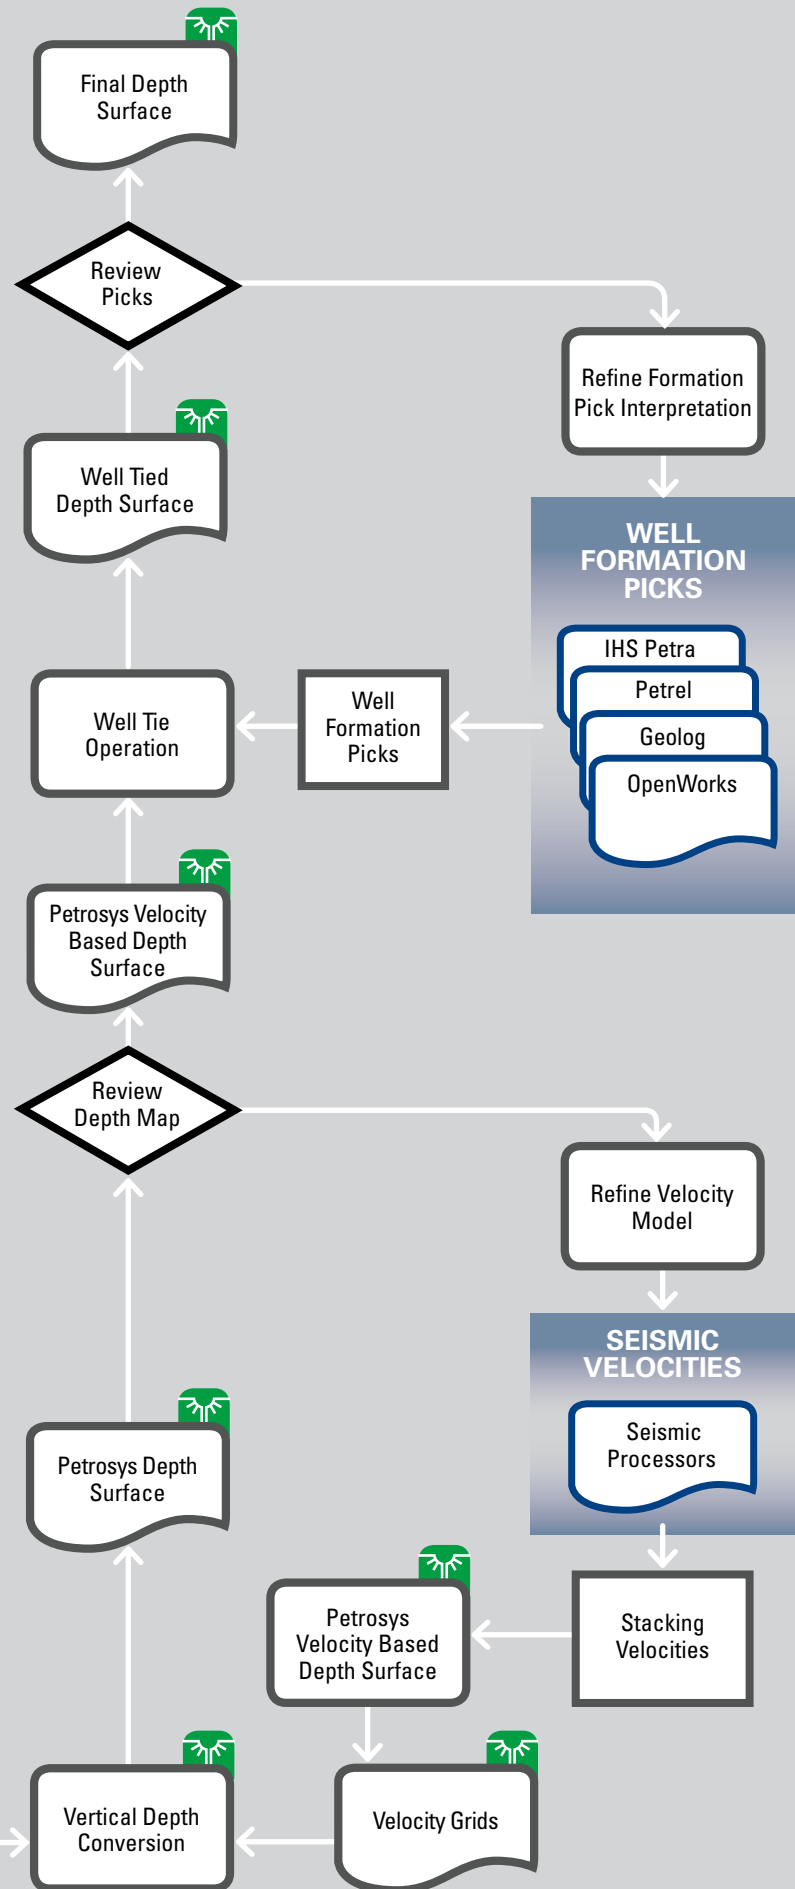 Final Depth
Surface
Review
Picks
Refine Formation
Pick Interpretation
Well Tied
Depth Surface
WELL
FORMATION
PICKS
IHS Petra
Petrel
Geolog
OpenWorks
Well
Formation
Picks
Well Tie
Operation
Petrosys Velocity
Based Depth
Surface
Review
Depth Map
Refine Velocity
Model
SEISMIC
VELOCITIES
Seismic
Processors
Petrosys Depth
Surface
Stacking
Velocities
Petrosys
Velocity Based
Depth Surface
Velocity Grids
Vertical Depth
Conversion